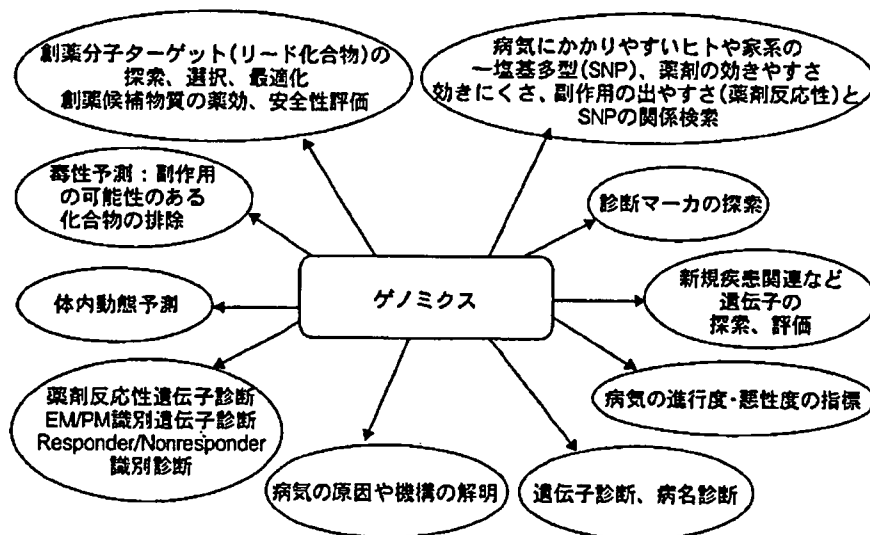 創薬分子ターゲット(リード化合物)の
探索、選択、最適化
創薬候補物質の薬効、安全性評価
病気にかかりやすいヒトや家系の
一塩基多型(SNP)、薬剤の効きやすさ
効きにくさ、副作用の出やすさ(薬剤反応性)と
SNPの関係検索
毒性予測：副作用
の可能性のある
化合物の排除
診断マーカの探索
ゲノミクス
体内動態予測
新規疾患関連など
遺伝子の
探索、評価
薬剤反応性遺伝子診断
EM/PM識別遺伝子診断
Responder/Nonresponder
識別診断
病気の進行度・悪性度の指標
病気の原因や機構の解明
遺伝子診断、病名診断